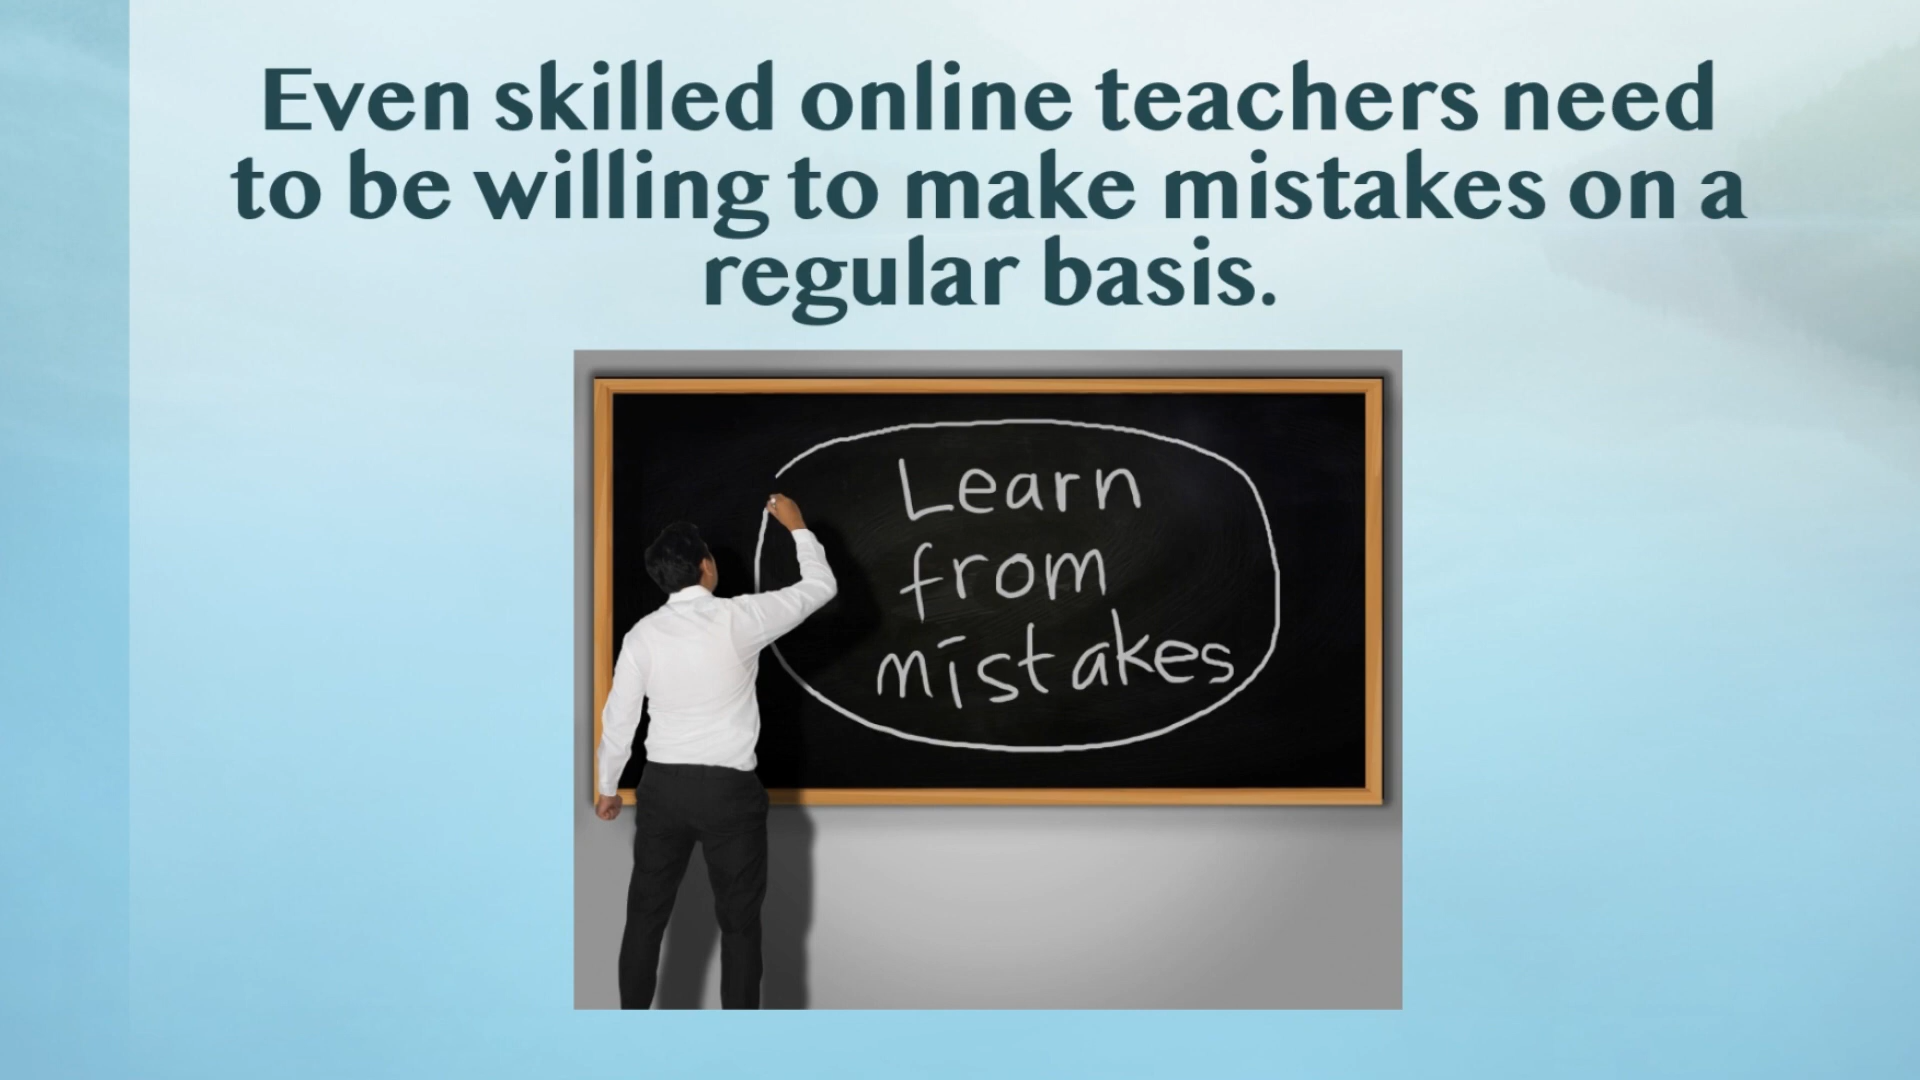 Even skilled online teachers need
to be willing to make mistakes on a
regular basis.
Learn
from
mistakes